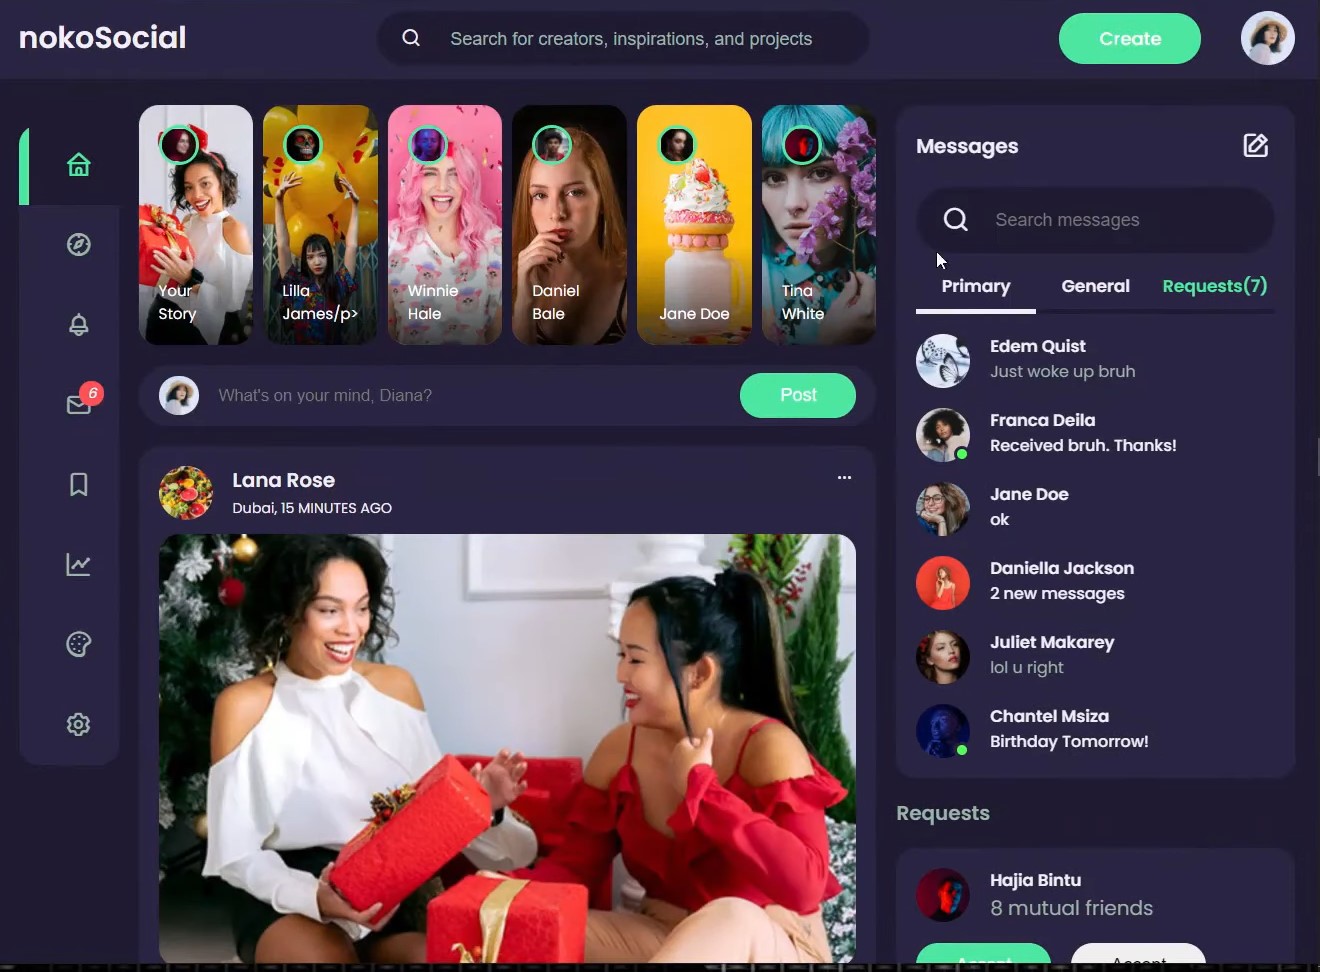 nokoSocial
Search for creators, inspirations, and projects
Create
Your
Story
Lilla
James/p>
Winnie
Hale
Daniel
Bale
Jane Doe
Tina
White
What's on your mind, Diana?
Post
6
Lana Rose
Dubai, 15 MINUTES AGO
...
Messages
Search messages
Primary
General
Requests(7)
Edem Quist
Just woke up bruh
Franca Deila
Received bruh. Thanks!
Jane Doe
ok
Daniella Jackson
2 new messages
Juliet Makarey
lol u right
Chantel Msiza
Birthday Tomorrow!
Requests
Hajia Bintu
8 mutual friends
Accept
Accept